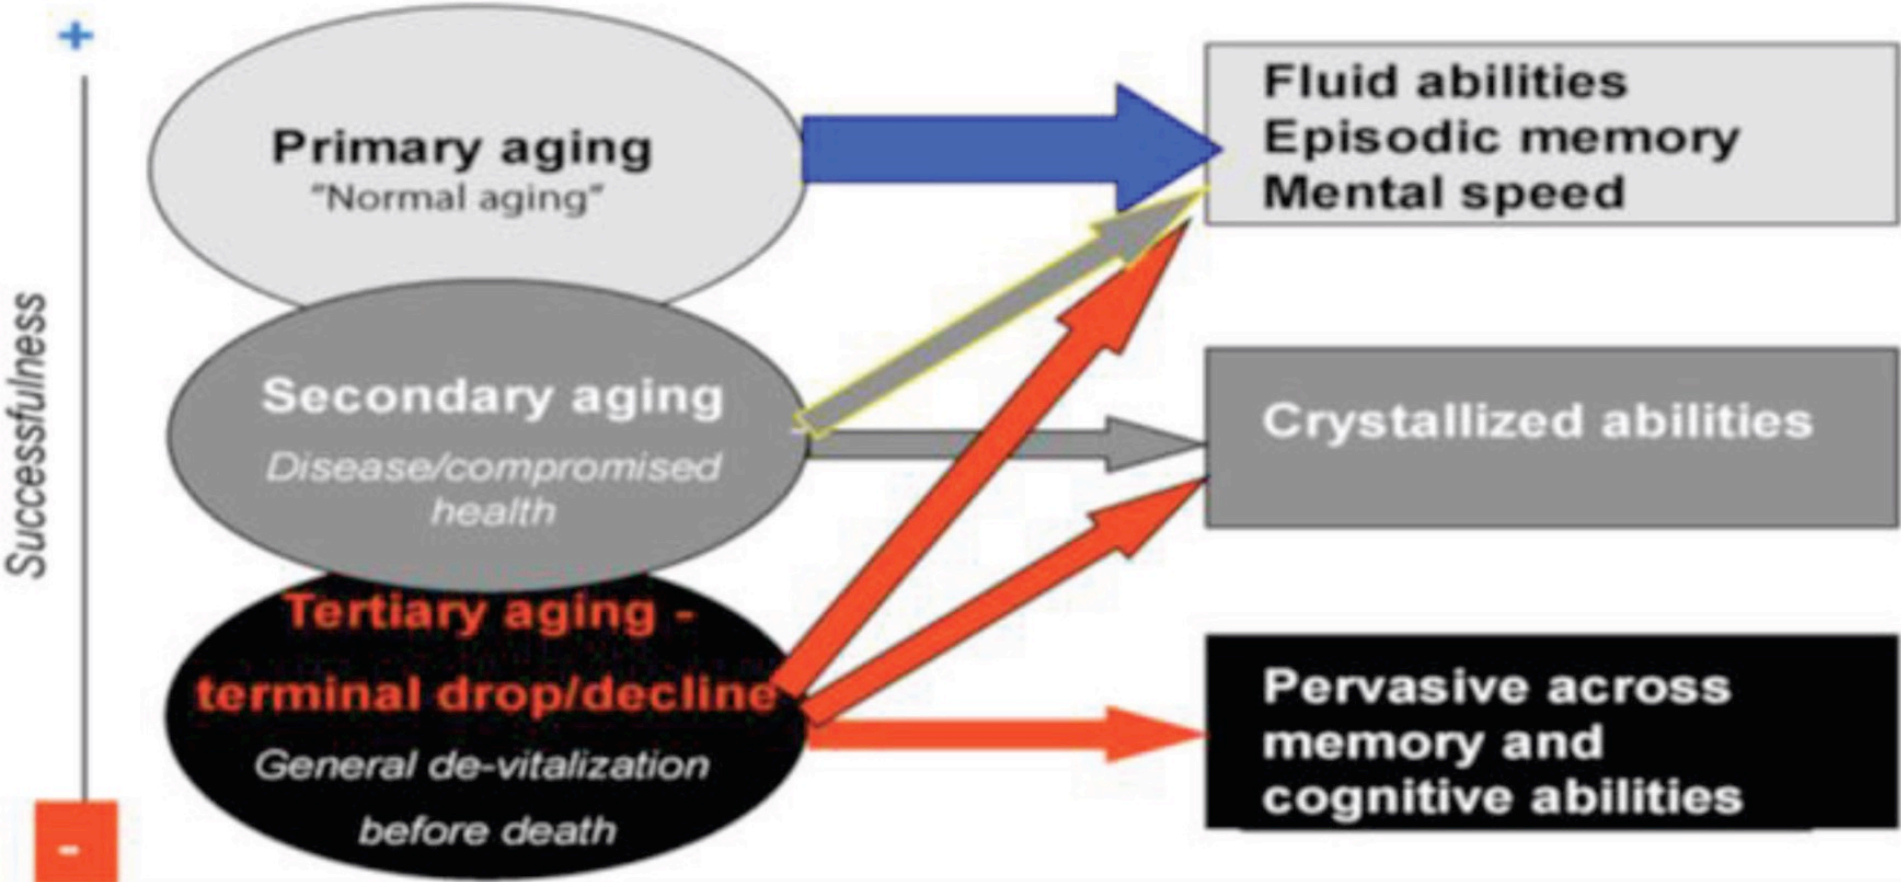 +
Successfulness
-
Primary aging
“Normal aging”
Secondary aging
Disease/compromised
health
Tertiary aging -
terminal drop/decline
General de-vitalization
before death
Fluid abilities
Episodic memory
Mental speed
Crystallized abilities
Pervasive across
memory and
cognitive abilities